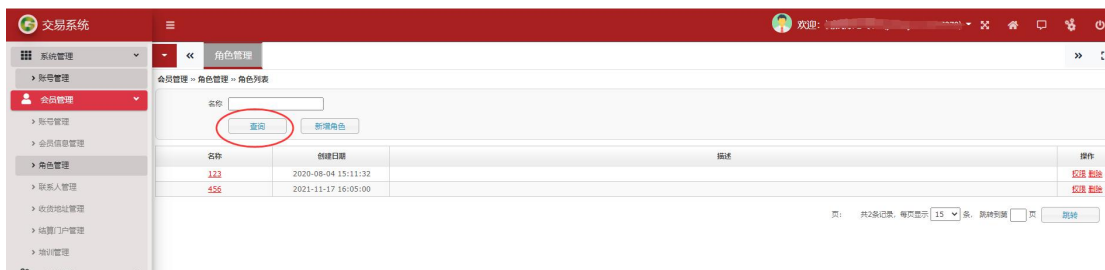 交易系统
欢迎:
系统管理
角色管理
账号管理
会员管理 » 角色管理 » 角色列表
会员管理
名称
账号管理
查询 新增角色
会员信息管理
名称 创建日期 描述 操作
角色管理
123 2020-08-04 15:11:32 权限 删除
联系人管理
456 2021-11-17 16:05:00 权限 删除
收货地址管理
页: 共2条记录, 每页显示 15 条, 跳转到第 页 跳转
结算门户管理
培训管理